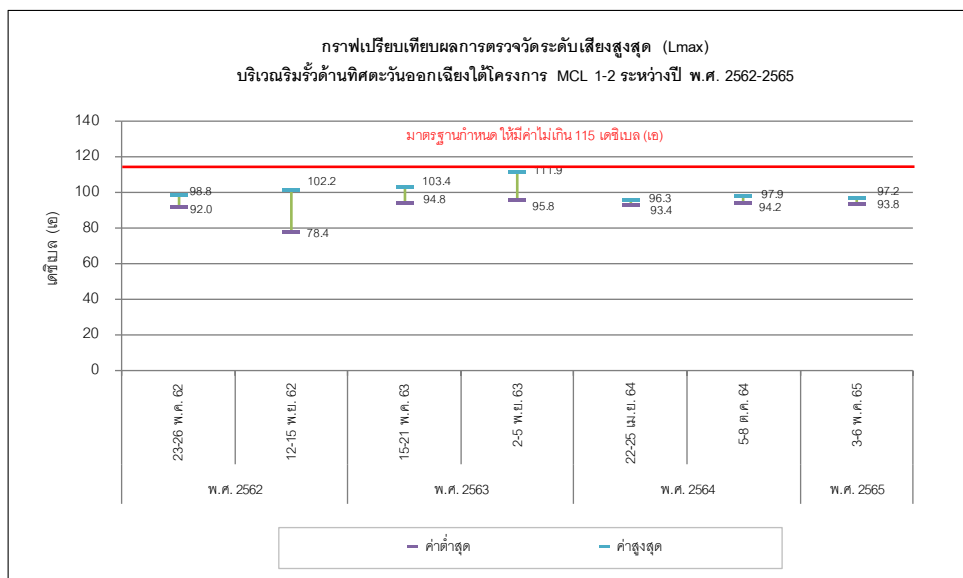 กราฟเปรียบเทียบผลการตรวจวัดระดับเสียงสูงสุด (Lmax)
บริเวณริมรั้วด้านทิศตะวันออกเฉียงใต้โครงการ MCL 1-2 ระหว่างปี พ.ศ. 2562-2565
มาตรฐานกำหนดให้มีค่าไม่เกิน 115 เดซิเบล (เอ)
เดซิเบล (เอ)
140
120
100
80
60
40
20
0
98.8
92.0
102.2
78.4
103.4
94.8
111.9
95.8
96.3
93.4
97.9
94.2
97.2
93.8
23-26 พ.ค. 62
12-15 พ.ย. 62
15-21 พ.ค. 63
2-5 พ.ย. 63
22-25 เม.ย. 64
5-8 ต.ค. 64
3-6 พ.ค. 65
พ.ศ. 2562
พ.ศ. 2563
พ.ศ. 2564
พ.ศ. 2565
ค่าต่ำสุด
ค่าสูงสุด